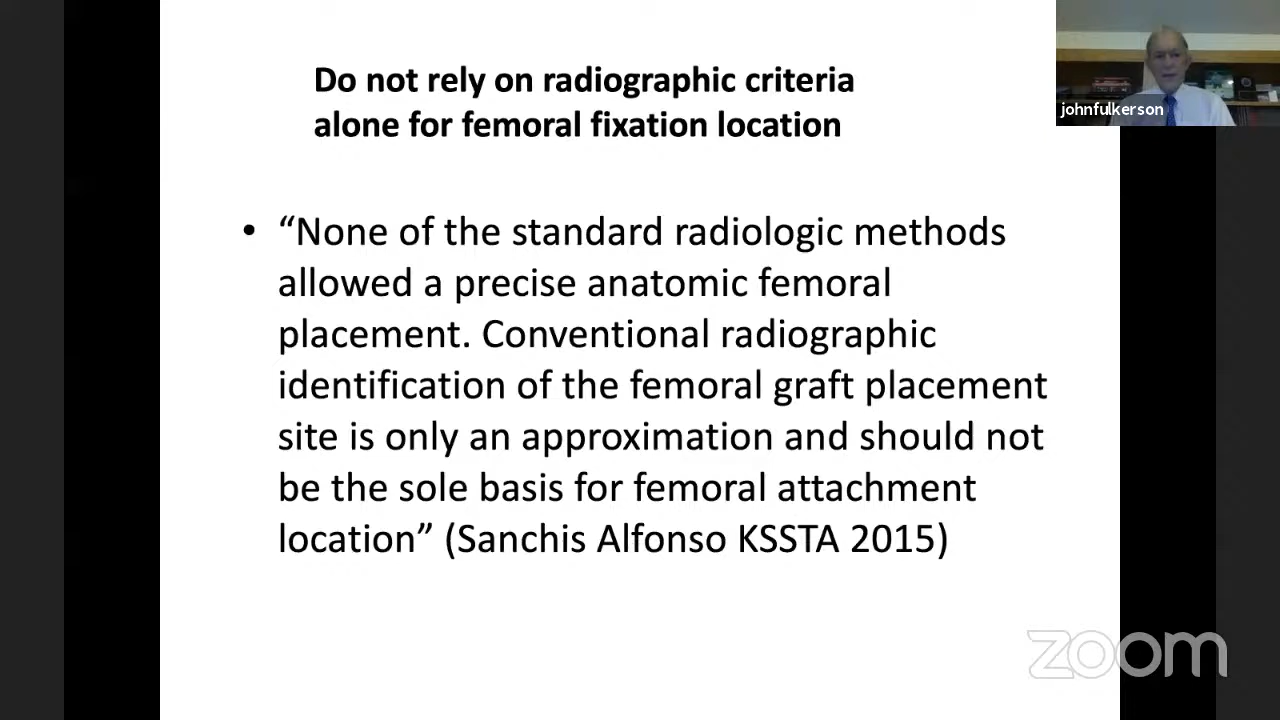 Do not rely on radiographic criteria
alone for femoral fixation location
johnfulkerson
• “None of the standard radiologic methods
allowed a precise anatomic femoral
placement. Conventional radiographic
identification of the femoral graft placement
site is only an approximation and should not
be the sole basis for femoral attachment
location” (Sanchis Alfonso KSSTA 2015)
zoom